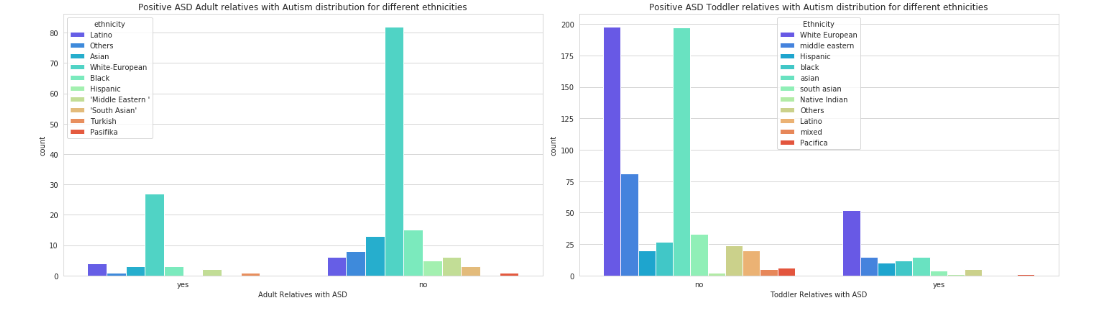 Positive ASD Adult relatives with Autism distribution for different ethnicities
ethnicity
Latino
Others
Asian
White-European
Black
Hispanic
'Middle Eastern '
'South Asian'
Turkish
Pasifika
count
80
70
60
50
40
30
20
10
0
yes
no
Adult Relatives with ASD
Positive ASD Toddler relatives with Autism distribution for different ethnicities
Ethnicity
White European
middle eastern
Hispanic
black
asian
south asian
Native Indian
Others
Latino
mixed
Pacifica
count
200
175
150
125
100
75
50
25
0
no
yes
Toddler Relatives with ASD